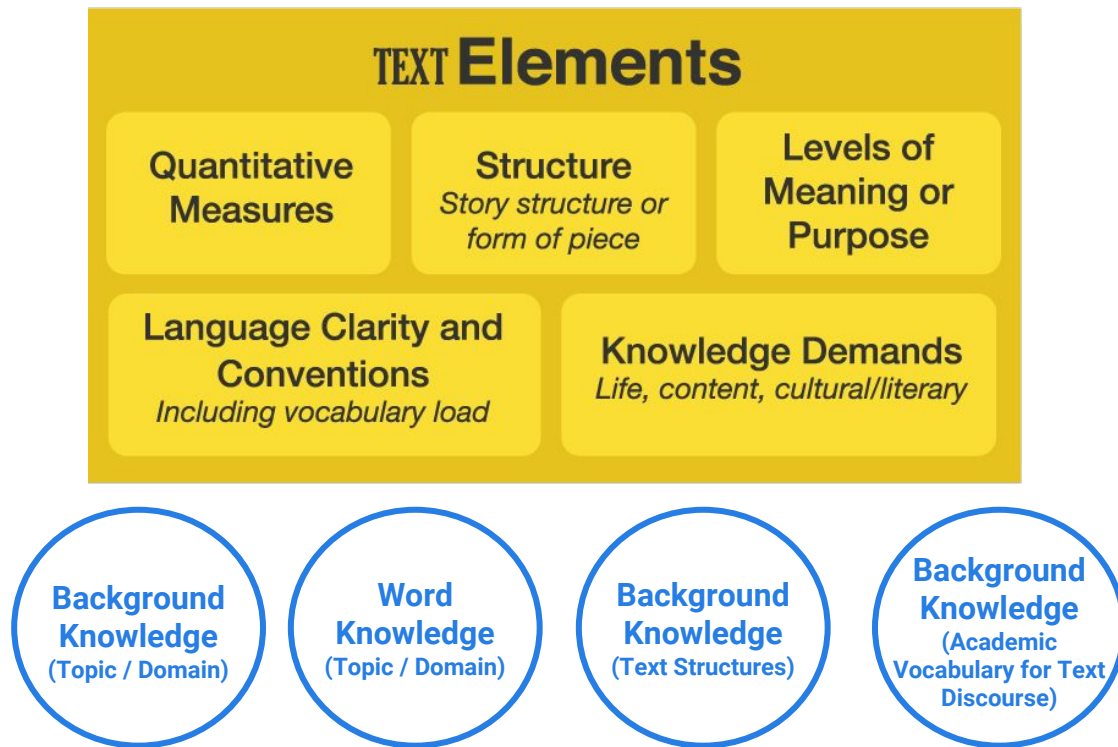 TEXT Elements
Quantitative
Measures
Structure
Story structure or
form of piece
Levels of
Meaning or
Purpose
Language Clarity and
Conventions
Including vocabulary load
Knowledge Demands
Life, content, cultural/literary
Background
Knowledge
(Topic / Domain)
Word
Knowledge
(Topic / Domain)
Background
Knowledge
(Text Structures)
Background
Knowledge
(Academic
Vocabulary for Text
Discourse)